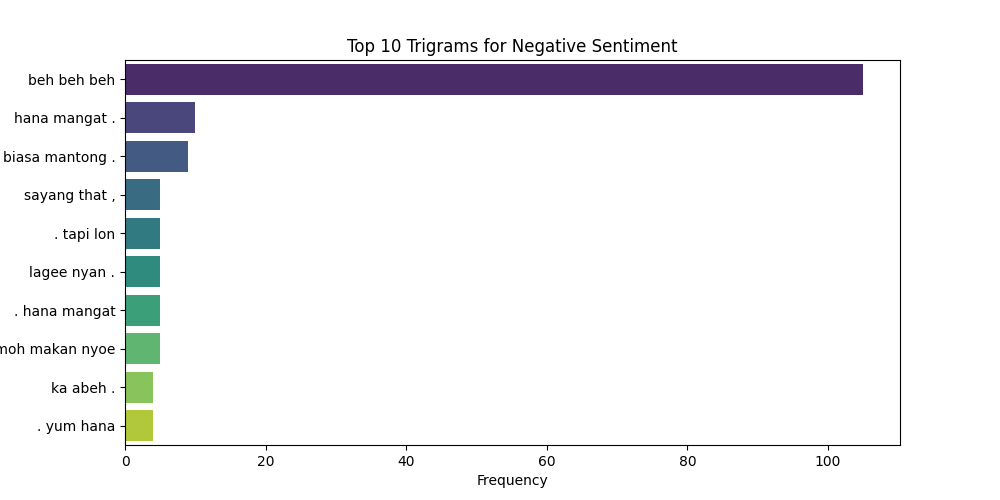 Top 10 Trigrams for Negative Sentiment
beh beh beh
hana mangat .
biasa mantong .
sayang that ,
. tapi lon
lagee nyan .
. hana mangat
makan nyoe
ka abeh .
. yum hana
0 20 40 60 80 100
Frequency